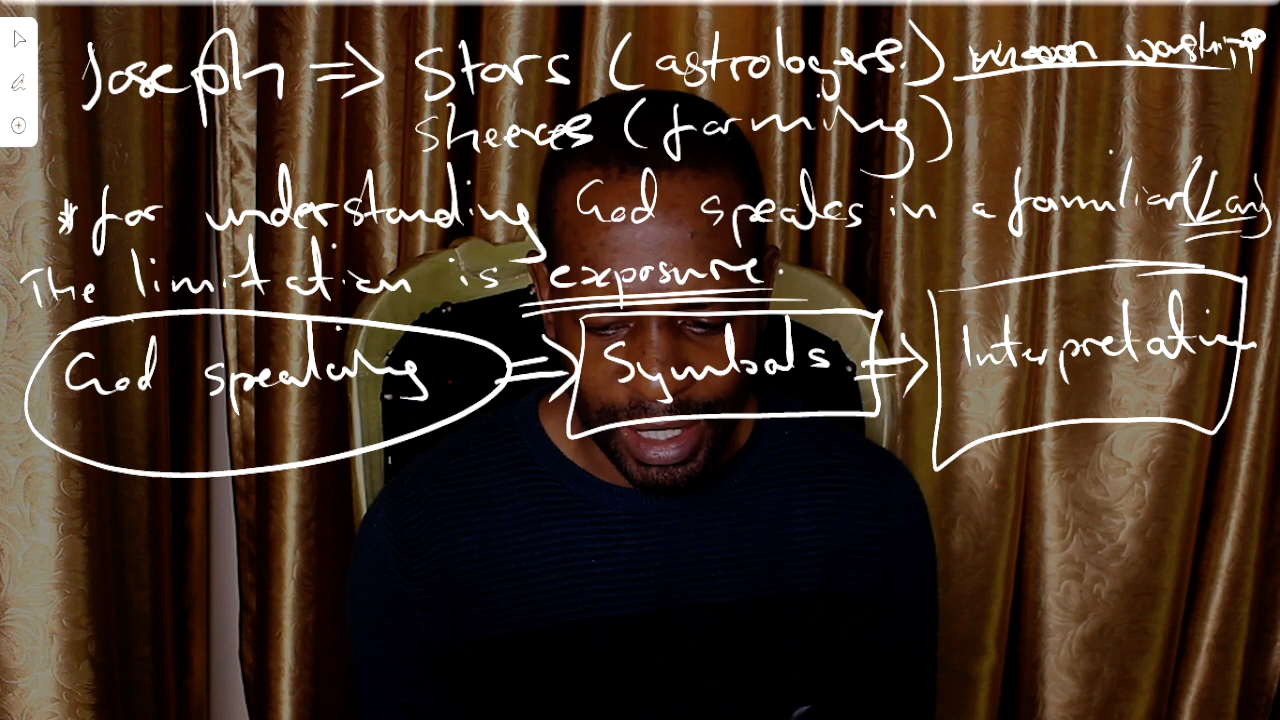 Joseph => Stars (astrologers.) moon worship
sheeves (farming)
* for understanding God speaks in a familiar (Lang
The limitation is exposure.
God speaking => Symbols => Interpretation